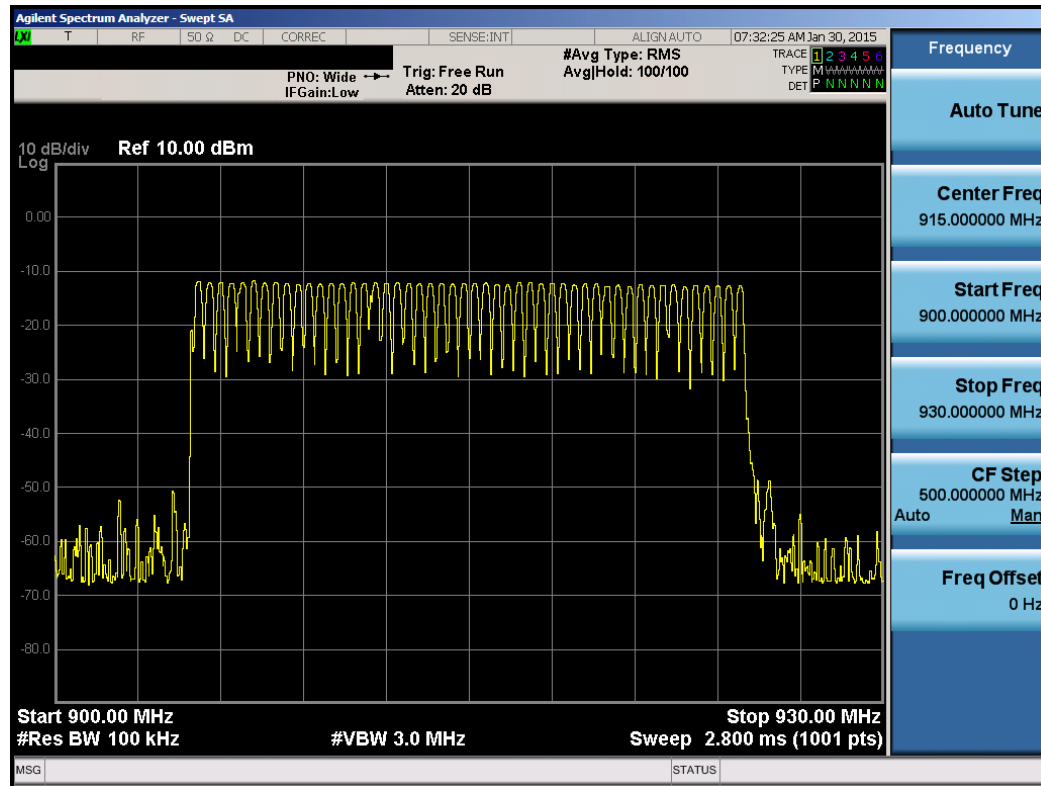 Agilent Spectrum Analyzer - Swept SA
LXI T RF 50 Ω DC CORREC SENSE:INT ALIGN AUTO 07:32:25 AM Jan 30, 2015
PNO: Wide
IFGain:Low
Trig: Free Run
Atten: 20 dB
#Avg Type: RMS
Avg|Hold: 100/100
TRACE 1 2 3 4 5 6
TYPE M W W W W W
DET P N N N N N
Frequency
Auto Tune
Center Freq
915.000000 MHz
Start Freq
900.000000 MHz
Stop Freq
930.000000 MHz
CF Step
500.000000 MHz
Auto Man
Freq Offset
0 Hz
10 dB/div Ref 10.00 dBm
Log
0.00
-10.0
-20.0
-30.0
-40.0
-50.0
-60.0
-70.0
-80.0
Start 900.00 MHz Stop 930.00 MHz
#Res BW 100 kHz #VBW 3.0 MHz Sweep 2.800 ms (1001 pts)
MSG STATUS